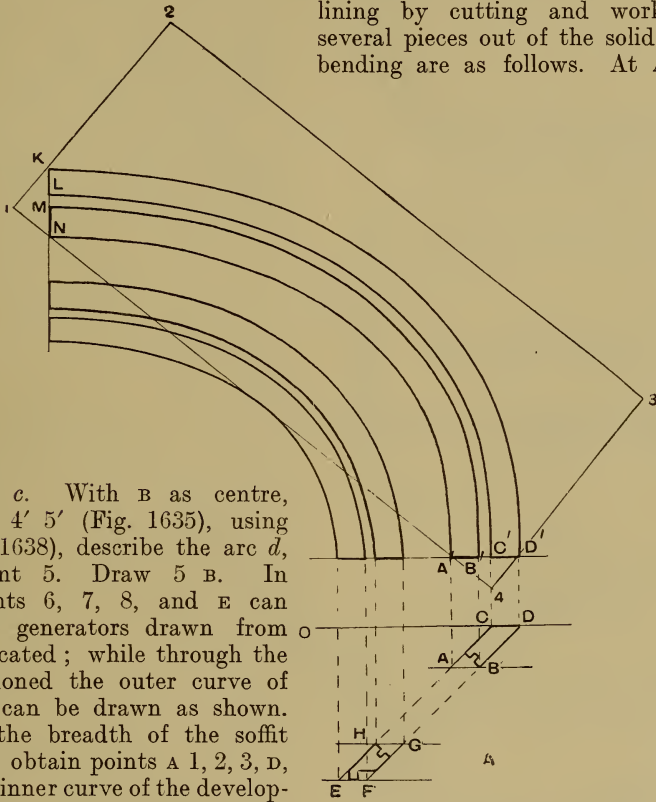 lining by cutting and work
several pieces out of the solid
bending are as follows. At
2
K
L
1
M
N
3
c. With B as centre,
4′ 5′ (Fig. 1635), using
1638), describe the arc d,
nt 5. Draw 5 B. In
nts 6, 7, 8, and E can
generators drawn from
cated; while through the
oned the outer curve of
can be drawn as shown.
the breadth of the soffit
obtain points A 1, 2, 3, D,
inner curve of the develop-
A B′ C′ D′
4
O
C D
A B
H G
E F
A